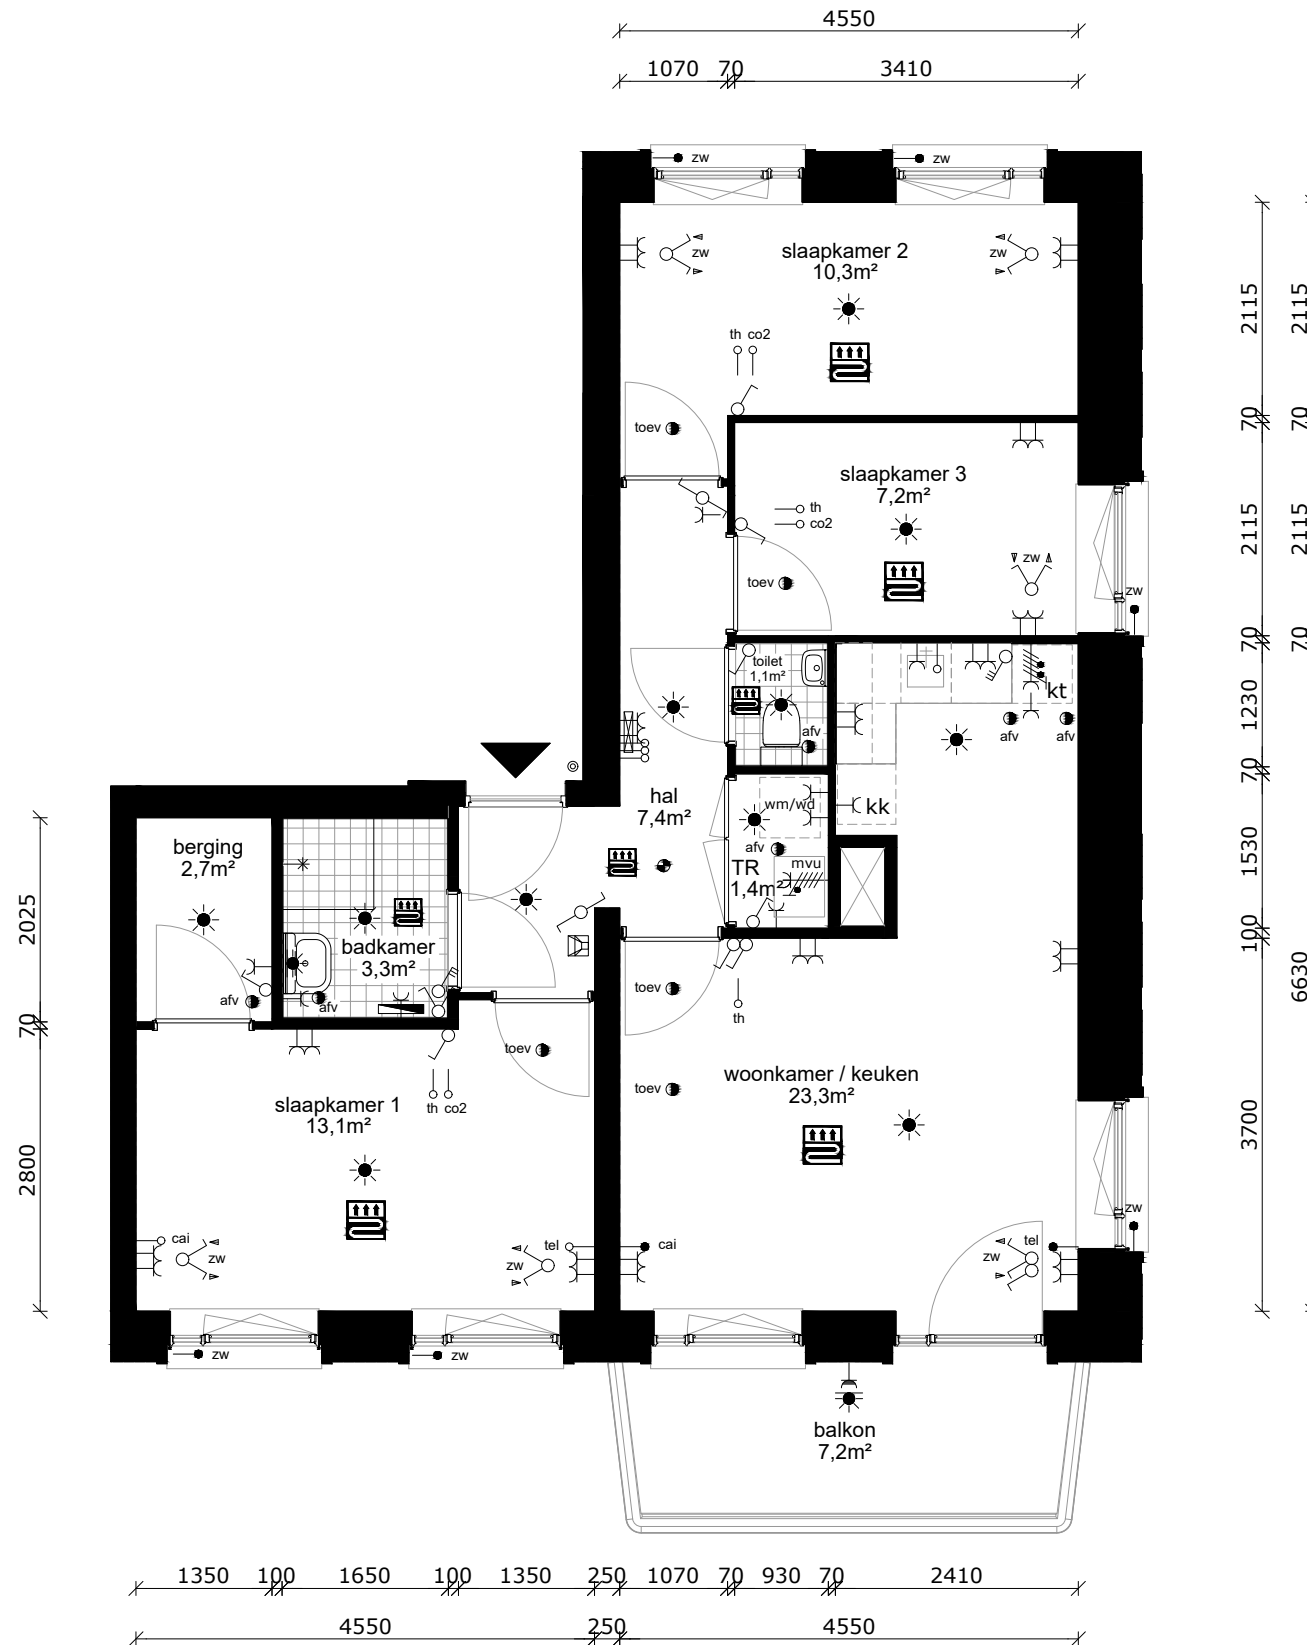 4550
1070 70 3410
zw
zw
slaapkamer 2
10,3m²
zw
zw
th co2
toev
2115
2115
70
70
slaapkamer 3
7,2m²
th
co2
toev
zw
zw
2115
2115
70
70
toilet
1,1m²
afv
kt
afv
afv
1230
70
hal
7,4m²
wm/wd
kk
afv
mvu
TR
1,4m²
1530
100
berging
2,7m²
badkamer
3,3m²
afv
afv
2025
70
toev
th
toev
toev
woonkamer / keuken
23,3m²
6630
3700
slaapkamer 1
13,1m²
th co2
2800
cai
zw
tel
zw
cai
tel
zw
zw
zw
zw
balkon
7,2m²
1350 100 1650 100 1350 250 1070 70 930 70 2410
4550 250 4550